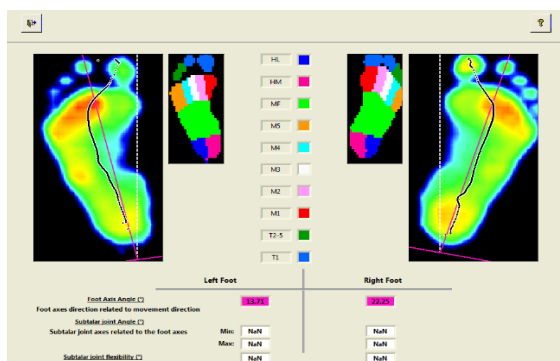 ?
HL
HM
MF
M5
M4
M3
M2
M1
T2-5
T1
Left Foot Right Foot
Foot Axis Angle (°) 13.71 22.25
Foot axes direction related to movement direction
Subtalar joint Angle (°)
Subtalar joint axes related to the foot axes Min: NaN NaN
Max: NaN NaN
Subtalar joint flexibility (°) NaN NaN